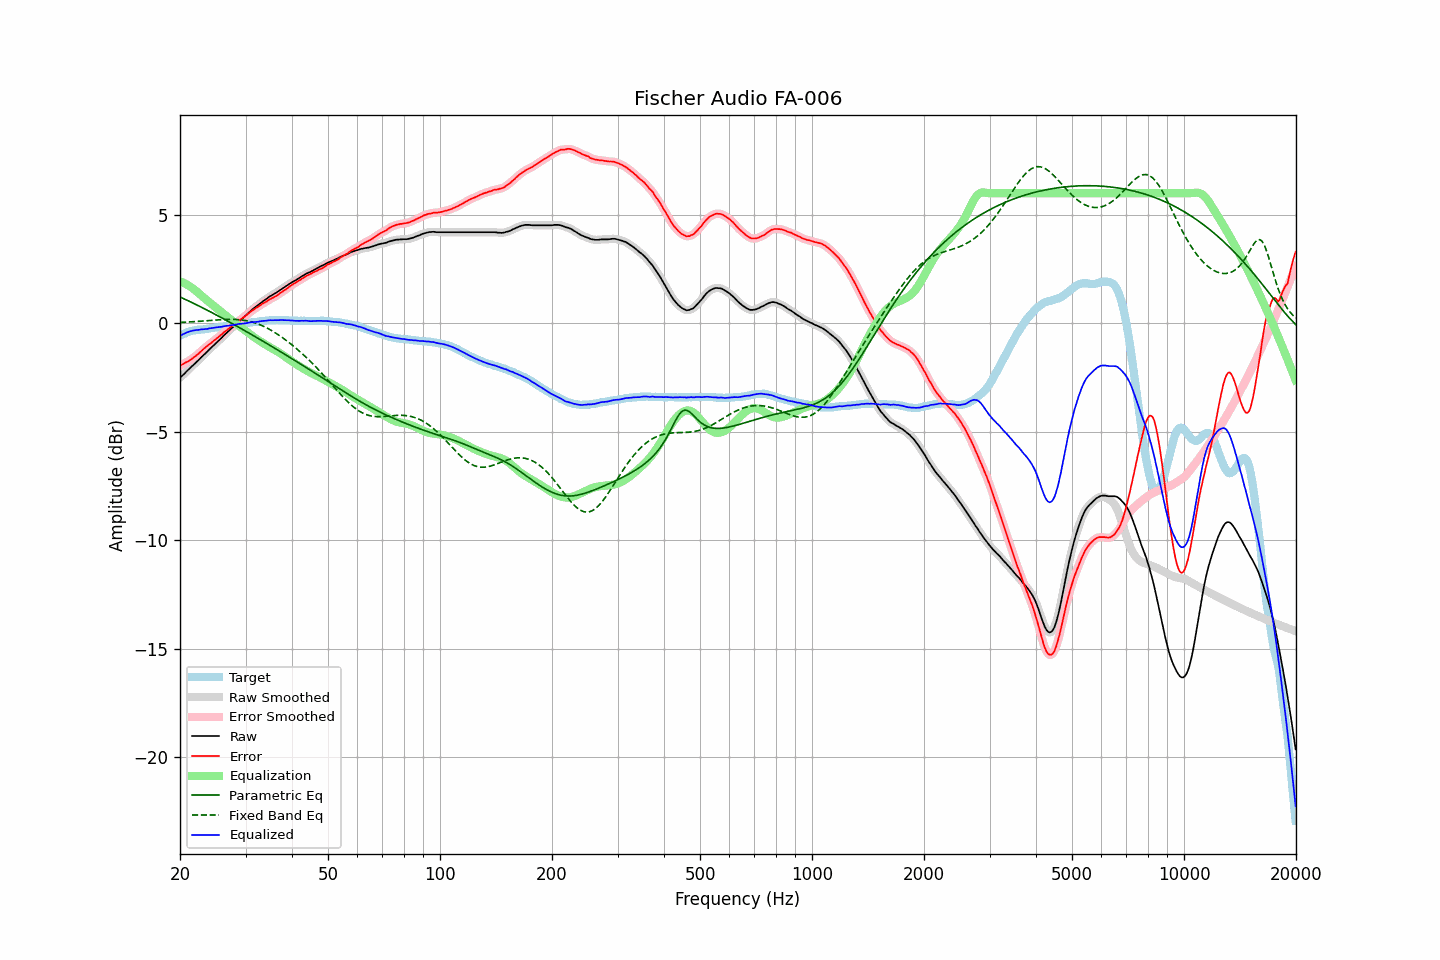 Fischer Audio FA-006
Amplitude (dBr)
5
0
−5
−10
−15
−20
Target
Raw Smoothed
Error Smoothed
Raw
Error
Equalization
Parametric Eq
Fixed Band Eq
Equalized
20 50 100 200 500 1000 2000 5000 10000 20000
Frequency (Hz)